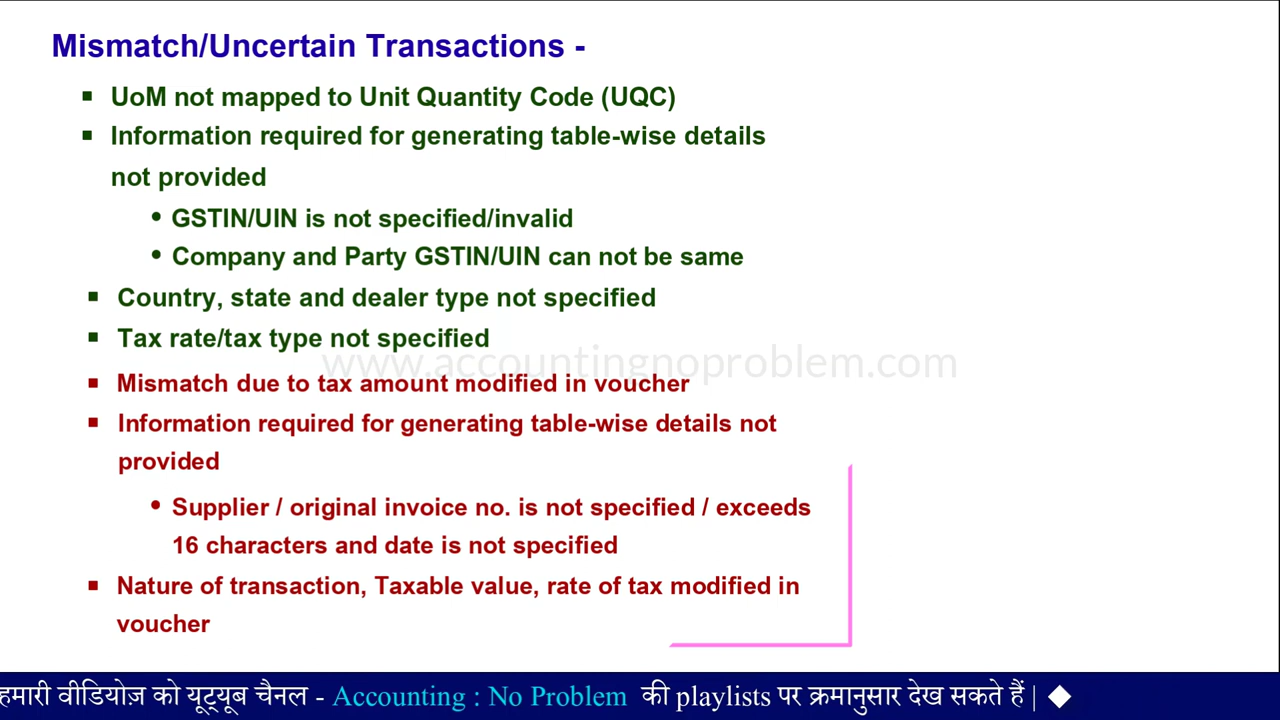 Mismatch/Uncertain Transactions -
▪ UoM not mapped to Unit Quantity Code (UQC)
▪ Information required for generating table-wise details
not provided
• GSTIN/UIN is not specified/invalid
• Company and Party GSTIN/UIN can not be same
▪ Country, state and dealer type not specified
▪ Tax rate/tax type not specified
www.accountingnoproblem.com
▪ Mismatch due to tax amount modified in voucher
▪ Information required for generating table-wise details not
provided
• Supplier / original invoice no. is not specified / exceeds
16 characters and date is not specified
▪ Nature of transaction, Taxable value, rate of tax modified in
voucher
हमारी वीडियोज़ को यूट्यूब चैनल - Accounting : No Problem की playlists पर क्रमानुसार देख सकते हैं | ◆